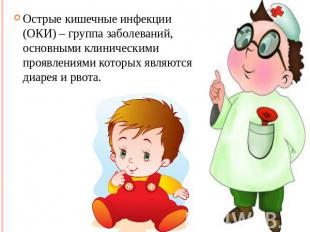 Острые кишечные инфекции
(ОКИ) – группа заболеваний,
основными клиническими
проявлениями которых являются
диарея и рвота.